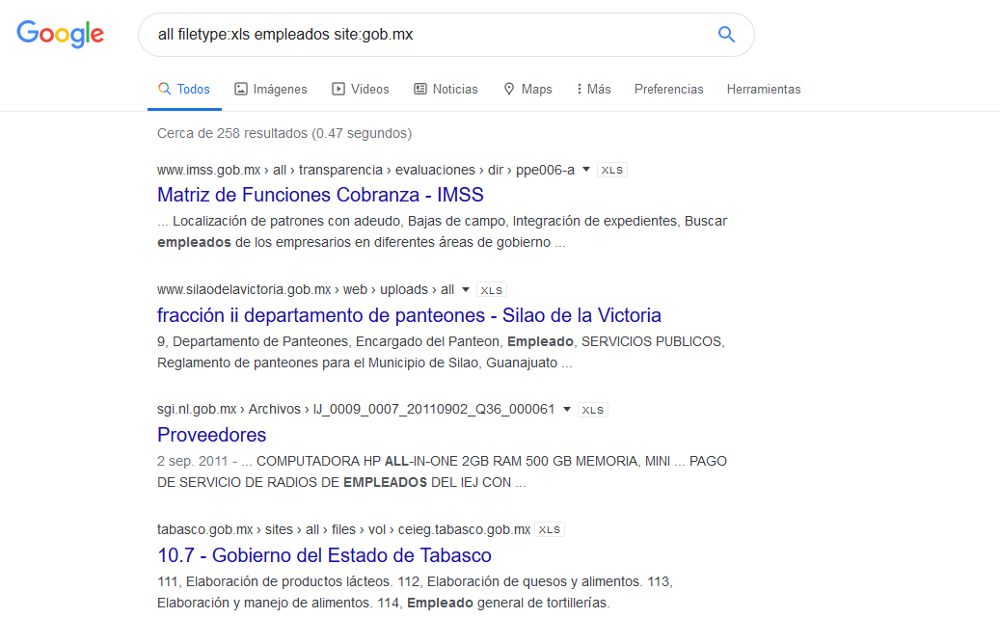 Google
all filetype:xls empleados site:gob.mx
Todos Imágenes Videos Noticias Maps Más Preferencias Herramientas
Cerca de 258 resultados (0.47 segundos)
www.imss.gob.mx › all › transparencia › evaluaciones › dir › ppe006-a XLS
Matriz de Funciones Cobranza - IMSS
... Localización de patrones con adeudo, Bajas de campo, Integración de expedientes, Buscar
empleados de los empresarios en diferentes áreas de gobierno ...
www.silaodelavictoria.gob.mx › web › uploads › all XLS
fracción ii departamento de panteones - Silao de la Victoria
9, Departamento de Panteones, Encargado del Panteon, Empleado, SERVICIOS PUBLICOS,
Reglamento de panteones para el Municipio de Silao, Guanajuato ...
sgi.nl.gob.mx › Archivos › IJ_0009_0007_20110902_Q36_000061 XLS
Proveedores
2 sep. 2011 - ... COMPUTADORA HP ALL-IN-ONE 2GB RAM 500 GB MEMORIA, MINI ... PAGO
DE SERVICIO DE RADIOS DE EMPLEADOS DEL IEJ CON ...
tabasco.gob.mx › sites › all › files › vol › ceieg.tabasco.gob.mx XLS
10.7 - Gobierno del Estado de Tabasco
111, Elaboración de productos lácteos. 112, Elaboración de quesos y alimentos. 113,
Elaboración y manejo de alimentos. 114, Empleado general de tortillerías.